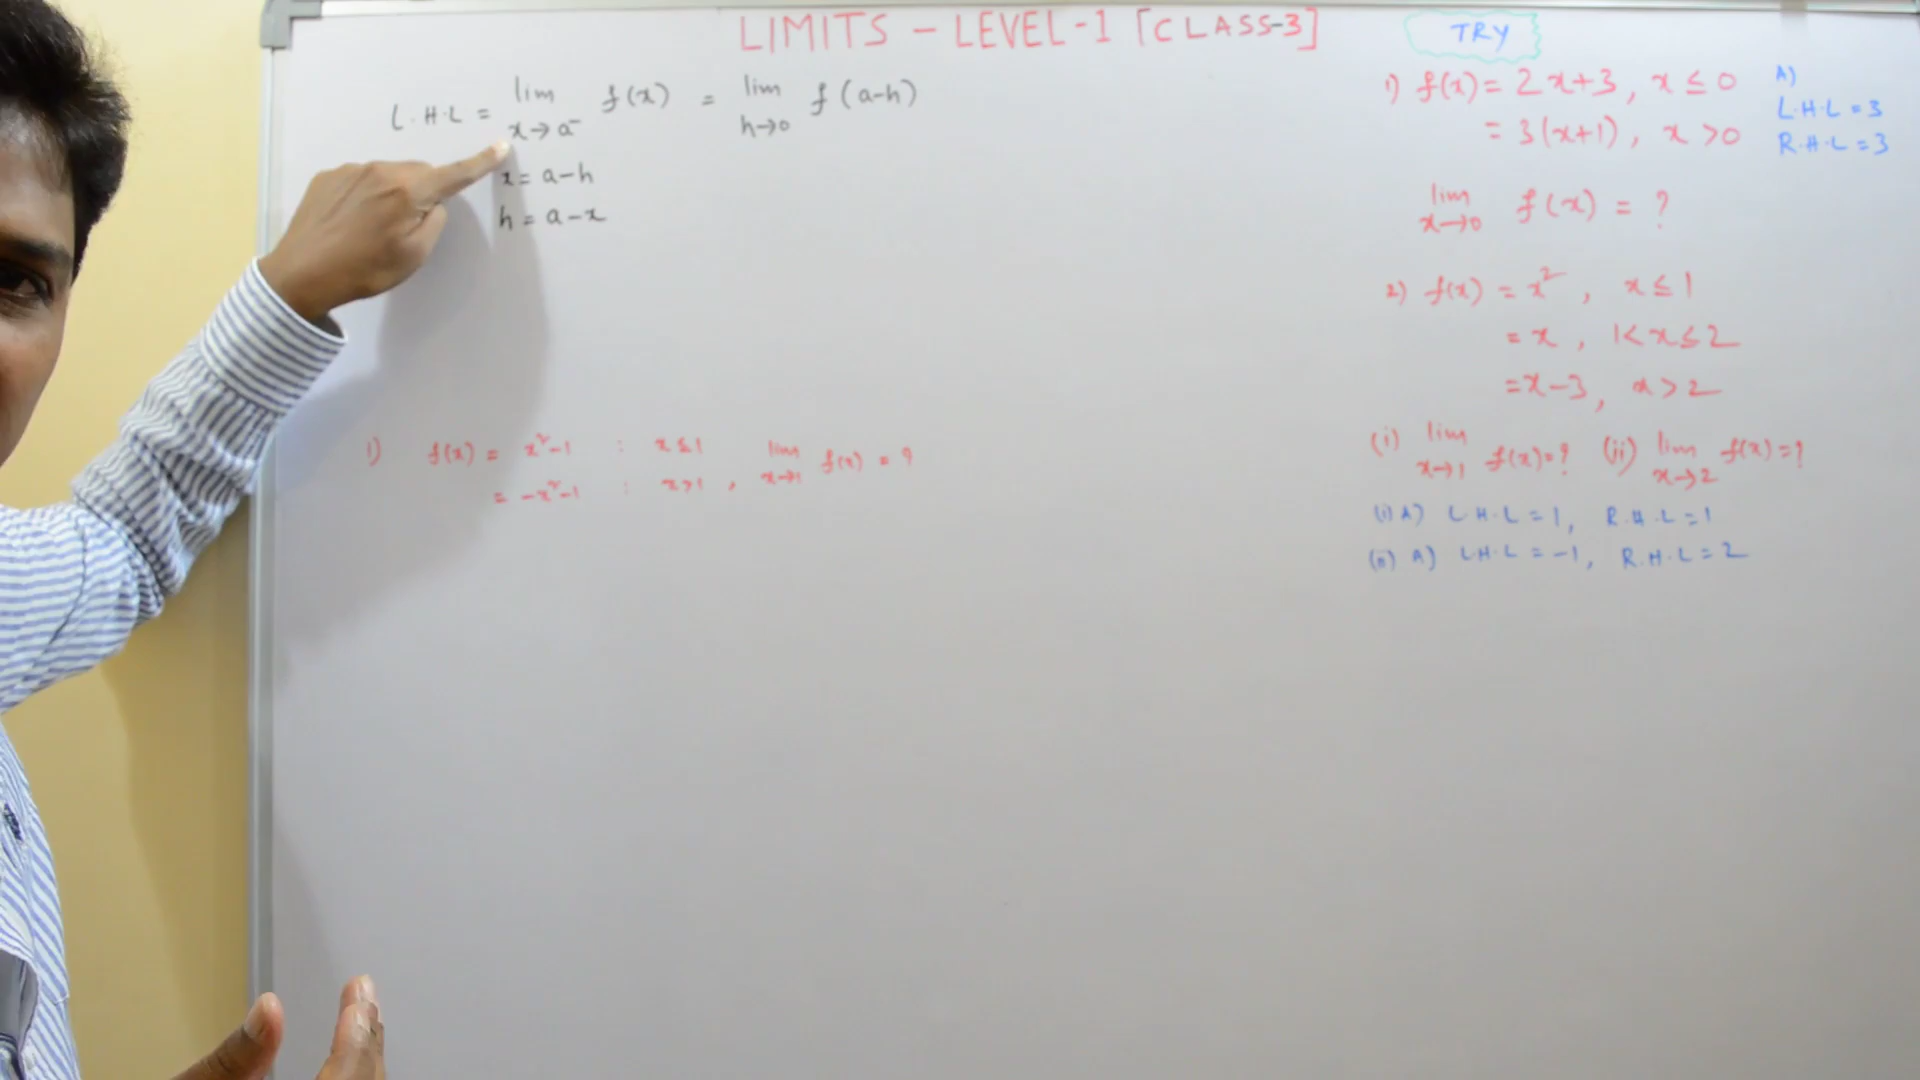 LIMITS - LEVEL-1 [CLASS-3]
L.H.L = lim x→a⁻ f(x) = lim h→0 f(a-h)
x = a-h
h = a-x
1) f(x) = x²-1 : x ≤ 1
= -x²-1 : x > 1, lim x→1 f(x) = ?
TRY
1) f(x) = 2x+3, x ≤ 0
= 3(x+1), x > 0
A)
L.H.L = 3
R.H.L = 3
lim x→0 f(x) = ?
2) f(x) = x², x ≤ 1
= x, 1< x ≤ 2
= x-3, x > 2
(i) lim x→1 f(x) = ? (ii) lim x→2 f(x) = ?
(i) A) L.H.L = 1, R.H.L = 1
(ii) A) L.H.L = -1, R.H.L = 2